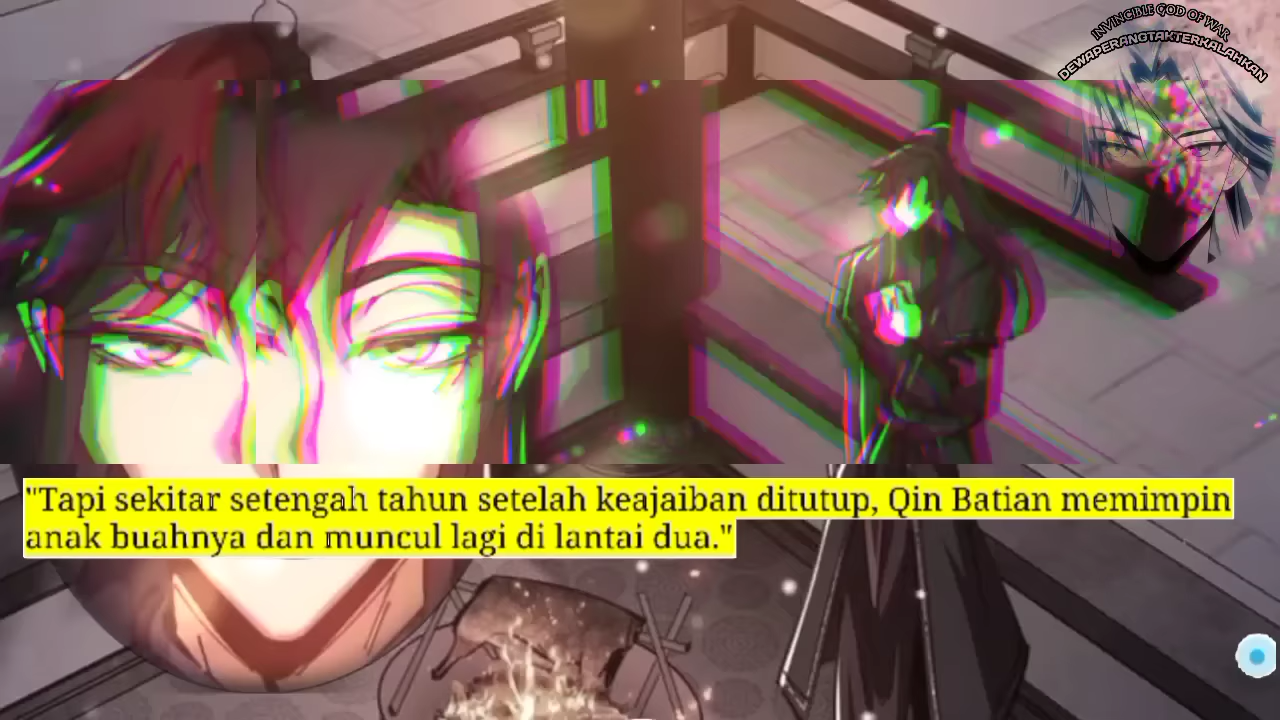 INVINCIBLE GOD OF WAR
DEWAPERANGTAKTERKALAHKAN
"Tapi sekitar setengah tahun setelah keajaiban ditutup, Qin Batian memimpin
anak buahnya dan muncul lagi di lantai dua."